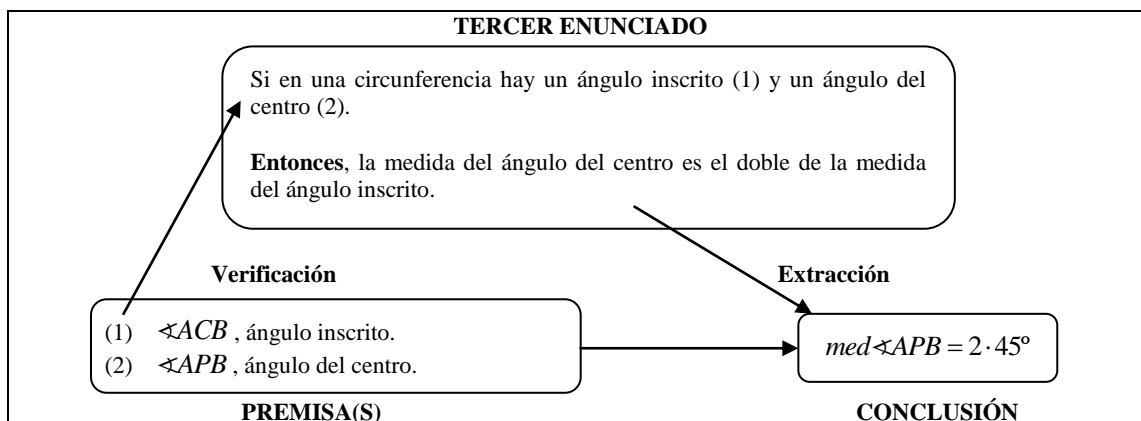 TERCER ENUNCIADO
Si en una circunferencia hay un ángulo inscrito (1) y un ángulo del
centro (2).
Entonces, la medida del ángulo del centro es el doble de la medida
del ángulo inscrito.
Verificación
Extracción
(1) ∢ACB , ángulo inscrito.
(2) ∢APB , ángulo del centro.
med∢APB = 2·45º
PREMISA(S)
CONCLUSIÓN